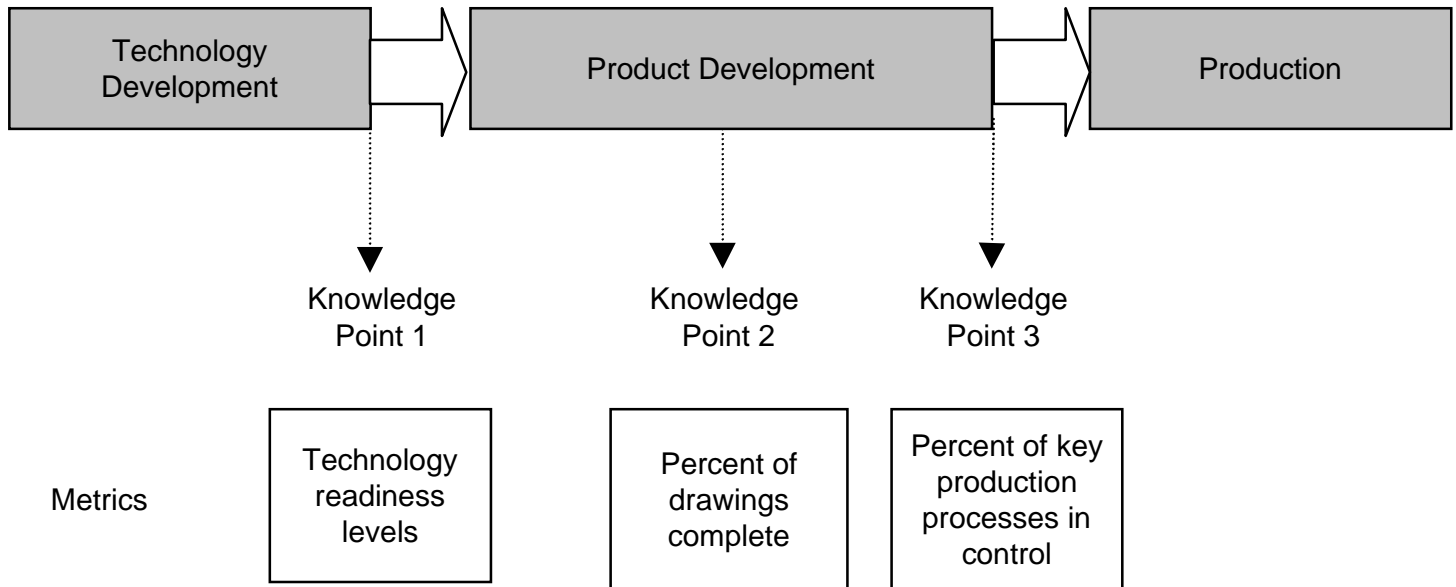 Technology
Development
Product Development
Production
Knowledge
Point 1
Knowledge
Point 2
Knowledge
Point 3
Metrics
Technology
readiness
levels
Percent of
drawings
complete
Percent of key
production
processes in
control